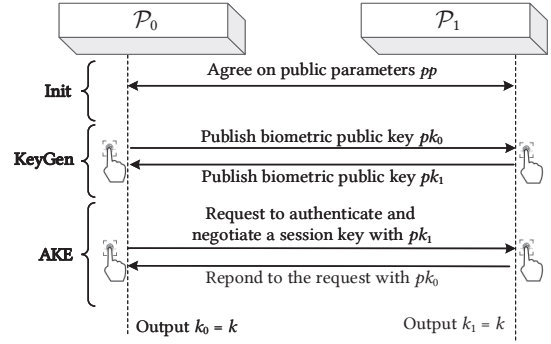 P₀
P₁
Init
Agree on public parameters pp
KeyGen
Publish biometric public key pk₀
Publish biometric public key pk₁
AKE
Request to authenticate and
negotiate a session key with pk₁
Repond to the request with pk₀
Output k₀ = k
Output k₁ = k